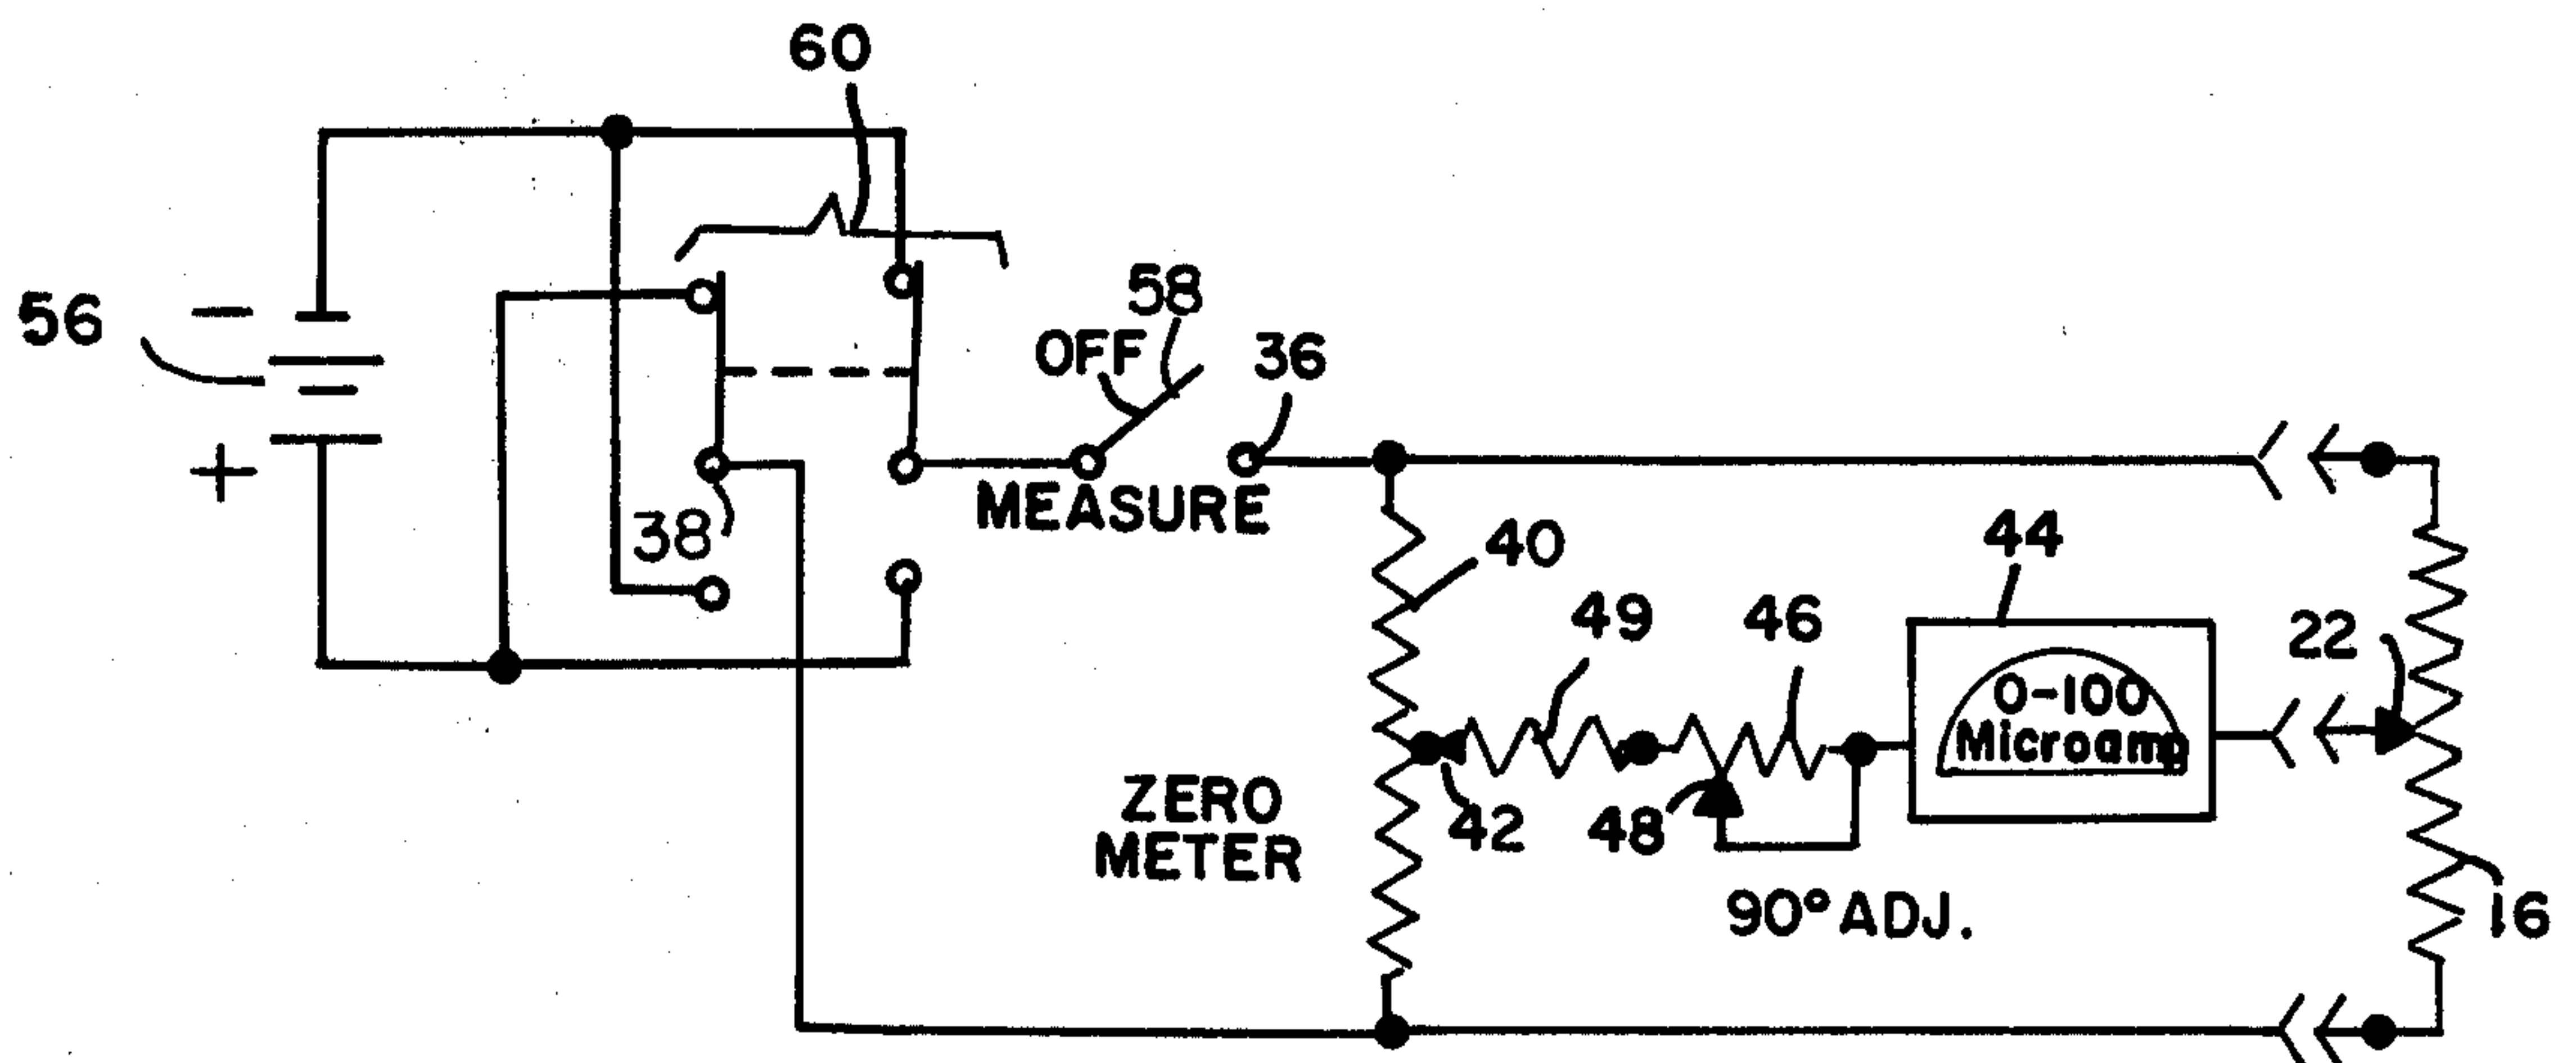 60
56
−
+
38
OFF
58
36
MEASURE
40
49
46
44
0-100
Microamp
22
42
48
ZERO
METER
90° ADJ.
16